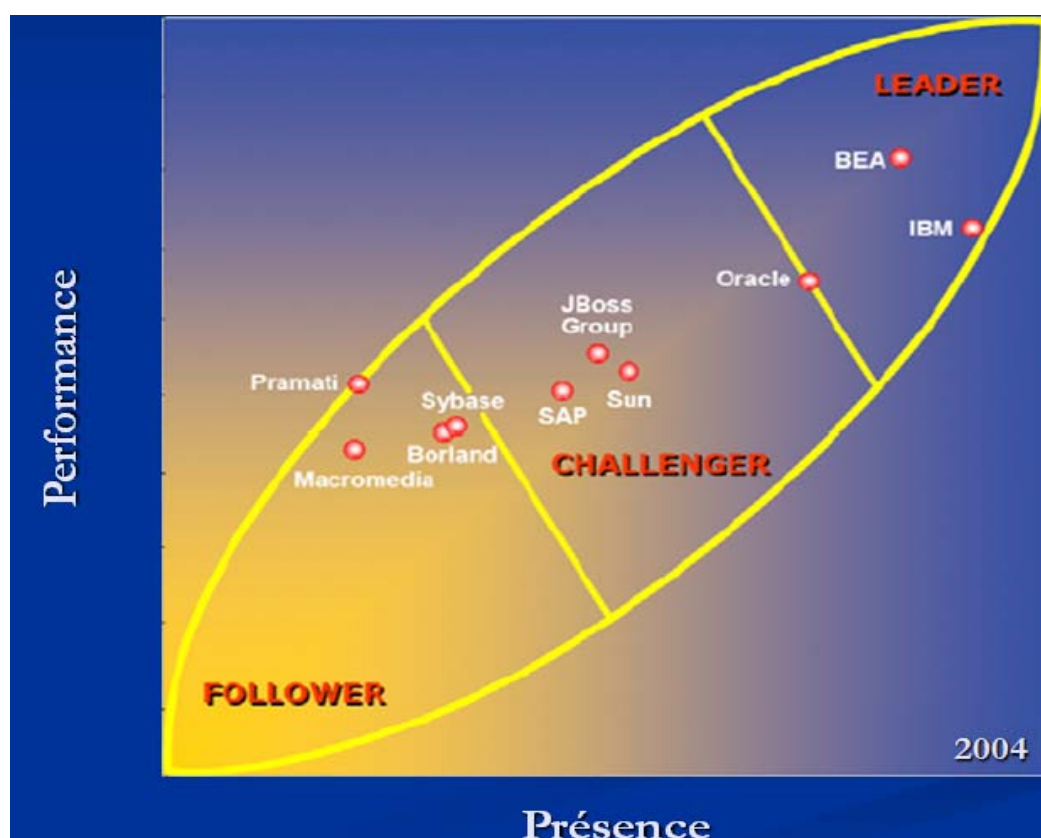 LEADER
BEA
IBM
Oracle
JBoss
Group
Pramati
Sybase
SAP
Sun
Borland
Macromedia
CHALLENGER
FOLLOWER
2004
Performance
Présence